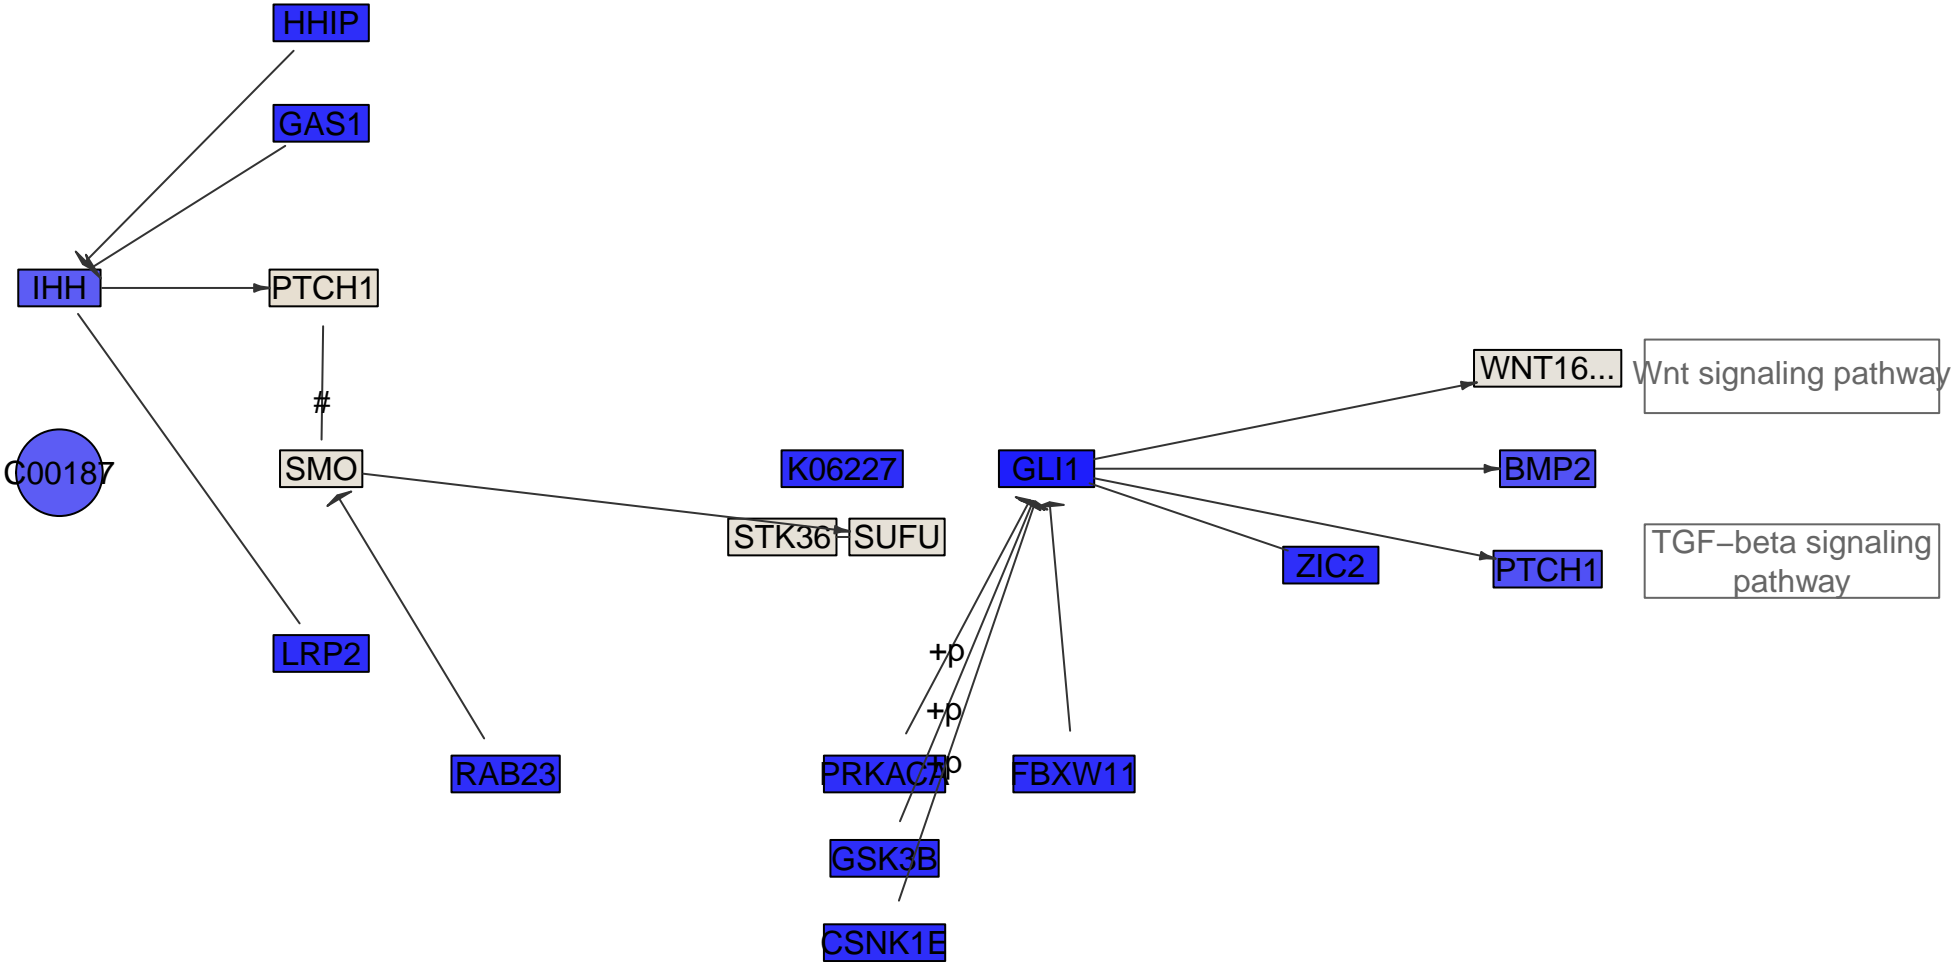 HHIP
GAS1
IHH
PTCH1
WNT16...
Wnt signaling pathway
#
C00187
SMO
K06227
GLI1
BMP2
STK36
SUFU
ZIC2
PTCH1
TGF−beta signaling
pathway
LRP2
+p
+p
+p
RAB23
PRKACA
FBXW11
GSK3B
CSNK1E